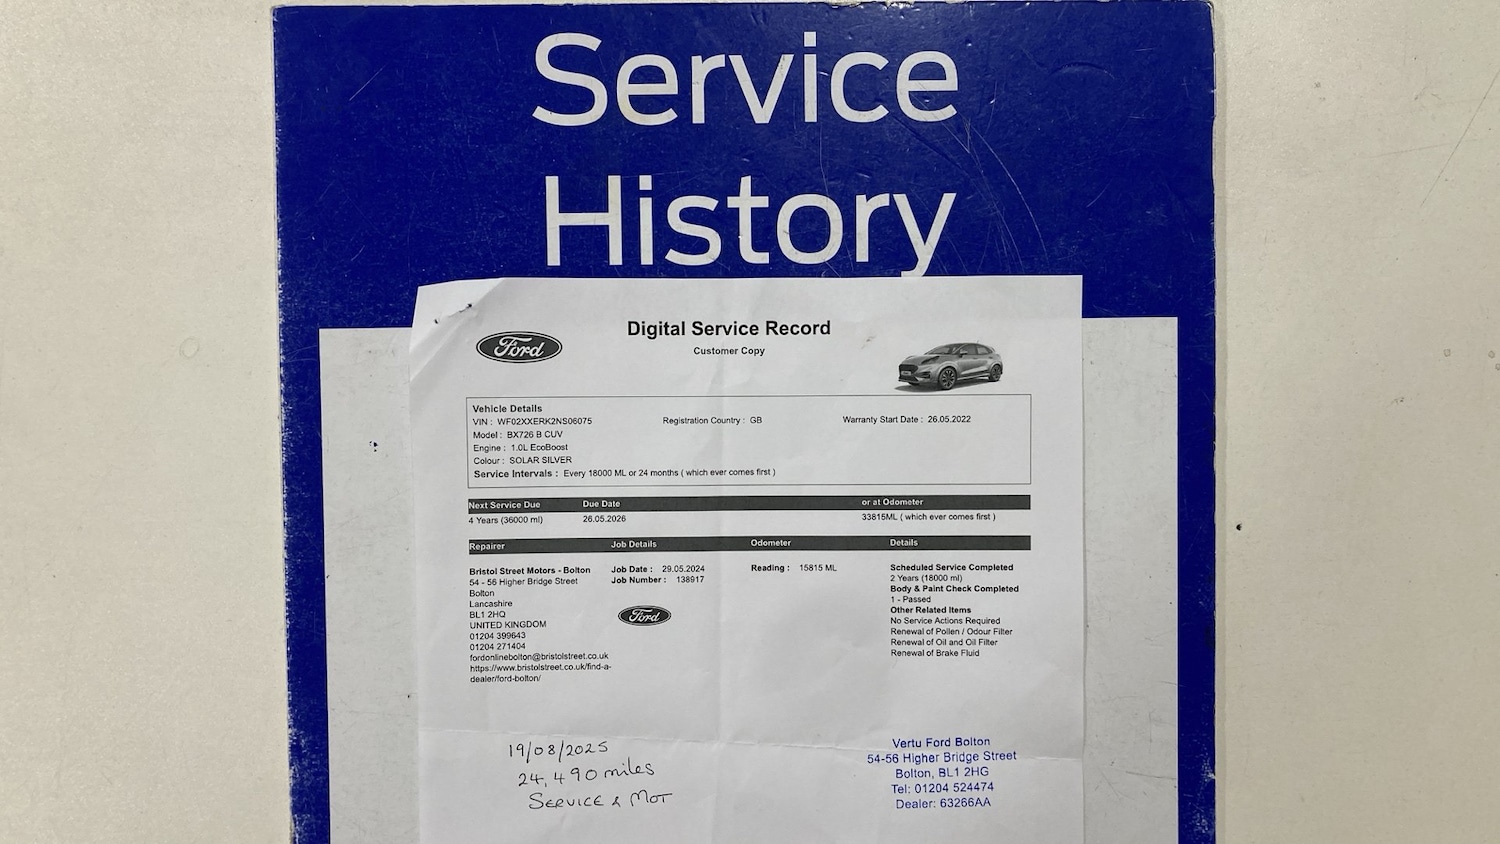 Service
History
Digital Service Record
Customer Copy
Ford
Vehicle Details
VIN : WF02XXERK2NS06075 Registration Country : GB Warranty Start Date : 26.05.2022
Model : BX726 B CUV
Engine : 1.0L EcoBoost
Colour : SOLAR SILVER
Service Intervals : Every 18000 ML or 24 months ( which ever comes first )
Next Service Due Due Date or at Odometer
4 Years (36000 ml) 26.05.2026 33815ML ( which ever comes first )
Repairer Job Details Odometer Details
Bristol Street Motors - Bolton Job Date : 29.05.2024 Reading : 15815 ML Scheduled Service Completed
54 - 56 Higher Bridge Street Job Number : 138917 2 Years (18000 ml)
Bolton Body & Paint Check Completed
Lancashire 1 - Passed
BL1 2HQ Ford Other Related Items
UNITED KINGDOM No Service Actions Required
01204 399643 Renewal of Pollen / Odour Filter
01204 271404 Renewal of Oil and Oil Filter
fordonlinebolton@bristolstreet.co.uk Renewal of Brake Fluid
https://www.bristolstreet.co.uk/find-a-
dealer/ford-bolton/
19/08/2025
24,490 miles
SERVICE & MOT
Vertu Ford Bolton
54-56 Higher Bridge Street
Bolton, BL1 2HG
Tel: 01204 524474
Dealer: 63266AA